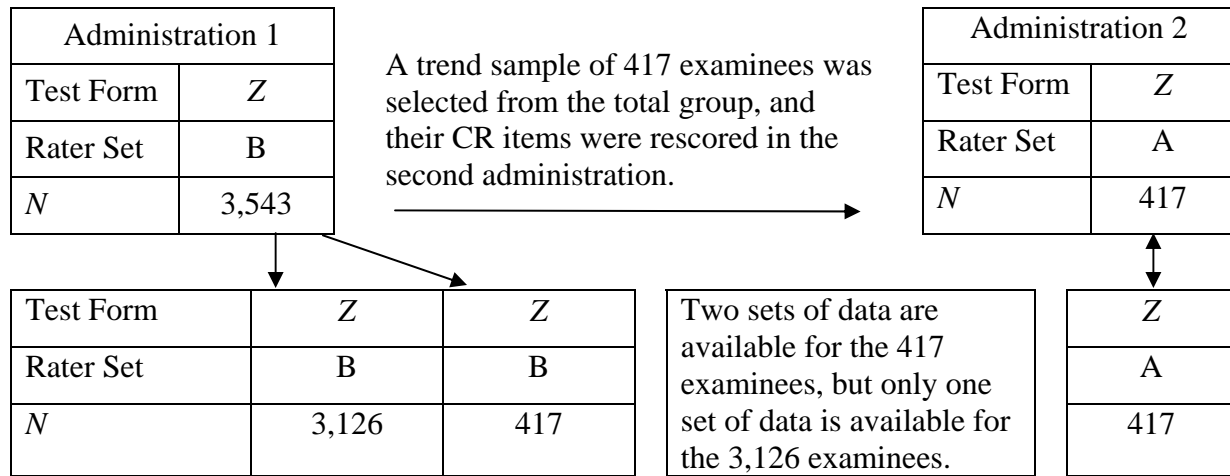 Administration 1
Test Form Z
Rater Set B
N 3,543
A trend sample of 417 examinees was
selected from the total group, and
their CR items were rescored in the
second administration.
Administration 2
Test Form Z
Rater Set A
N 417
Test Form Z Z
Rater Set B B
N 3,126 417
Two sets of data are
available for the 417
examinees, but only one
set of data is available for
the 3,126 examinees.
Z
A
417